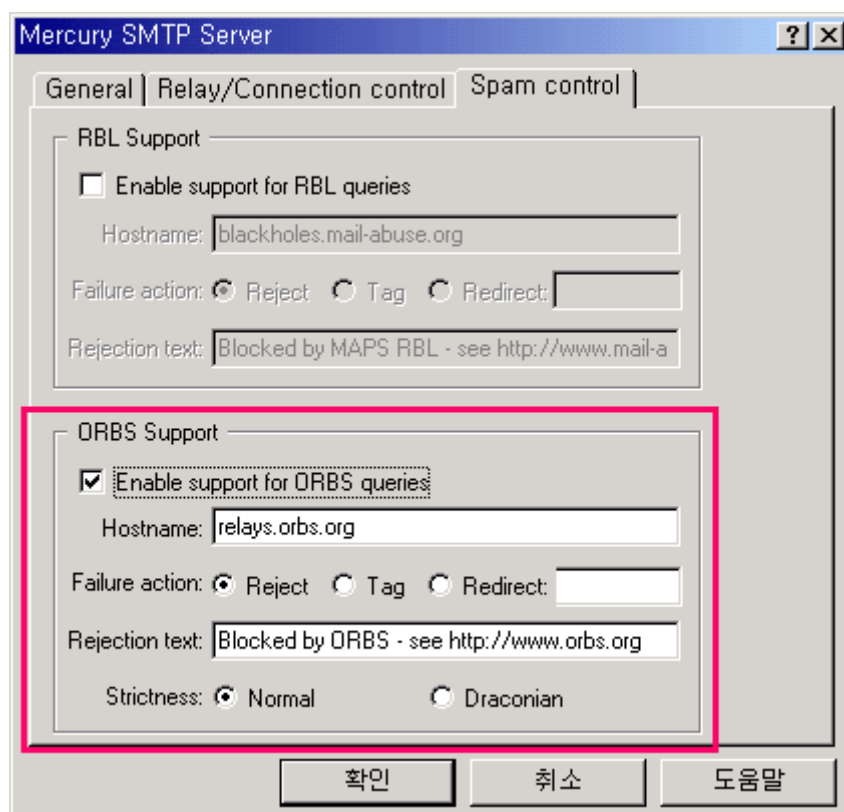 Mercury SMTP Server
General Relay/Connection control Spam control
RBL Support
Enable support for RBL queries
Hostname: blackholes.mail-abuse.org
Failure action: Reject Tag Redirect:
Rejection text: Blocked by MAPS RBL - see http://www.mail-a
ORBS Support
Enable support for ORBS queries
Hostname: relays.orbs.org
Failure action: Reject Tag Redirect:
Rejection text: Blocked by ORBS - see http://www.orbs.org
Strictness: Normal Draconian
확인 취소 도움말